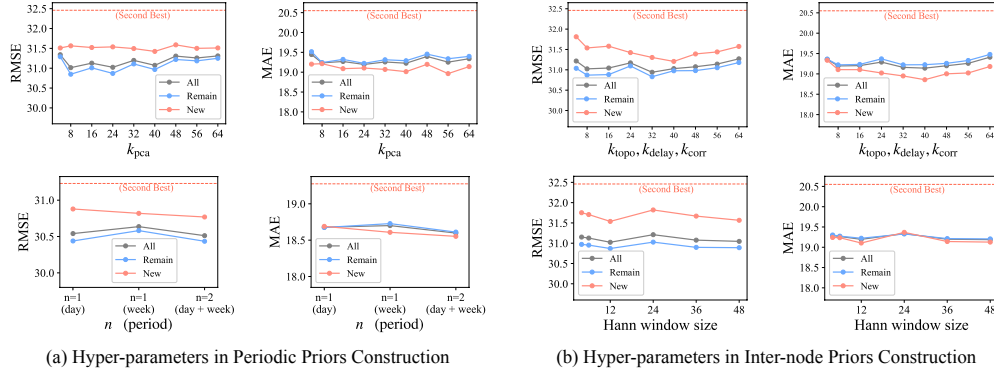 32.5
32.0
31.5
31.0
30.5
30.0
RMSE
(Second Best)
All
Remain
New
8 16 24 32 40 48 56 64
k_pca
20.5
20.0
19.5
19.0
18.5
18.0
MAE
(Second Best)
All
Remain
New
8 16 24 32 40 48 56 64
k_pca
32.5
32.0
31.5
31.0
30.5
30.0
RMSE
(Second Best)
All
Remain
New
8 16 24 32 40 48 56 64
k_topo, k_delay, k_corr
20.5
20.0
19.5
19.0
18.5
18.0
MAE
(Second Best)
All
Remain
New
8 16 24 32 40 48 56 64
k_topo, k_delay, k_corr
31.0
30.5
30.0
RMSE
(Second Best)
All
Remain
New
n=1 n=1 n=2
(day) (week) (day + week)
n (period)
19.0
18.5
18.0
MAE
(Second Best)
All
Remain
New
n=1 n=1 n=2
(day) (week) (day + week)
n (period)
32.5
32.0
31.5
31.0
30.5
30.0
RMSE
(Second Best)
All
Remain
New
12 24 36 48
Hann window size
20.5
20.0
19.5
19.0
18.5
18.0
MAE
(Second Best)
All
Remain
New
12 24 36 48
Hann window size
(a) Hyper-parameters in Periodic Priors Construction
(b) Hyper-parameters in Inter-node Priors Construction